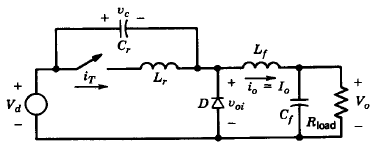 + v_c −
C_r
i_T
L_r
L_f
+
V_d
−
D
+
v_oi
−
i_o = I_o
C_f
R_load
+
V_o
−